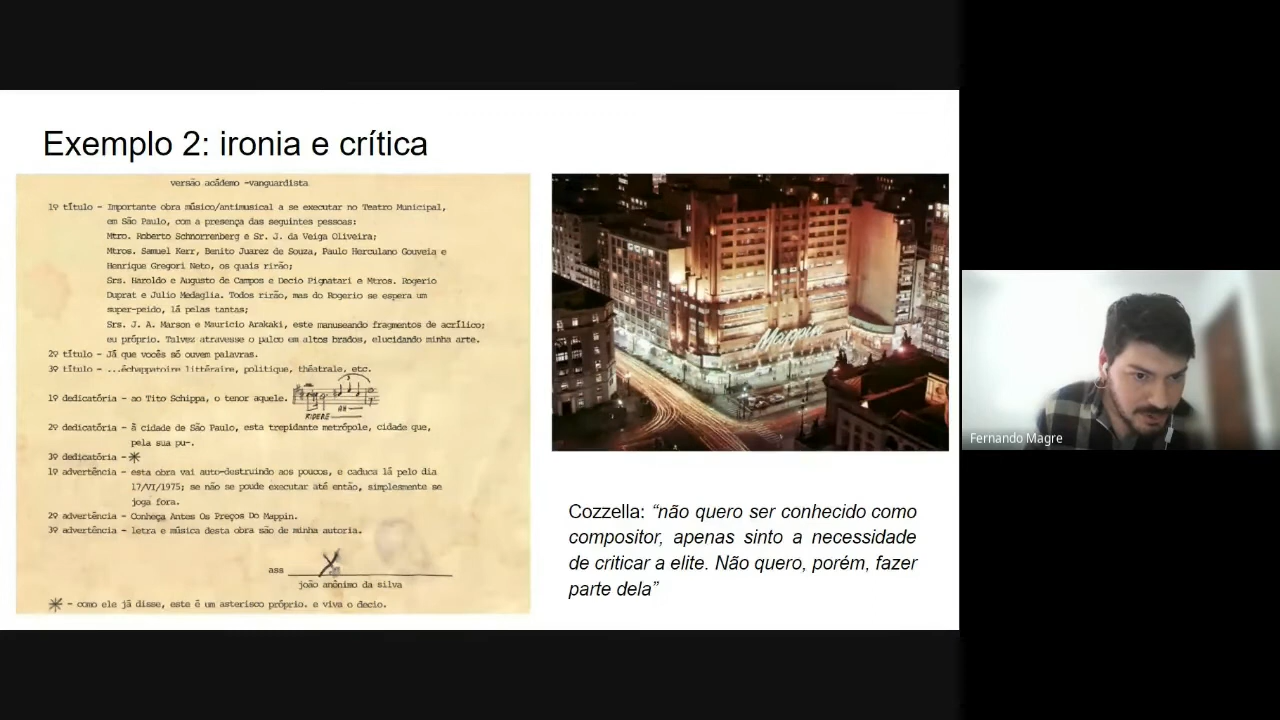 Exemplo 2: ironia e crítica
versão acâdemo -vanguardista
1º título - Importante obra músico/antimusical a se executar no Teatro Municipal,
em São Paulo, com a presença das seguintes pessoas:
Mtro. Roberto Schnorrenberg e Sr. J. da Veiga Oliveira;
Mtros. Samuel Kerr, Benito Juarez de Souza, Paulo Herculano Gouveia e
Henrique Gregori Neto, os quais rirão;
Srs. Haroldo e Augusto de Campos e Decio Pignatari e Mtros. Rogerio
Duprat e Julio Medaglia. Todos rirão, mas do Rogerio se espera um
super-peido, lá pelas tantas;
Srs. J. A. Marson e Mauricio Arakaki, este manuseando fragmentos de acrílico;
eu próprio. Talvez atravesse o palco em altos brados, elucidando minha arte.
2º título - Já que vocês só ouvem palavras.
3º título - ...échappatoire littéraire, politique, théatrale, etc.
1º dedicatória - ao Tito Schippa, o tenor aquele.
RIDERE AH
2º dedicatória - à cidade de São Paulo, esta trepidante metrópole, cidade que,
pela sua pu-.
3º dedicatória - *
1º advertência - esta obra vai auto-destruindo aos poucos, e caduca lá pelo dia
17/VI/1975; se não se poude executar até então, simplesmente se
joga fora.
2º advertência - Conheça Antes Os Preços Do Mappin.
3º advertência - letra e música desta obra são de minha autoria.
ass X
joão anônimo da silva
* - como ele já disse, este é um asterisco próprio. e viva o decio.
Mappin
Cozzella: “não quero ser conhecido como
compositor, apenas sinto a necessidade
de criticar a elite. Não quero, porém, fazer
parte dela”
Fernando Magre